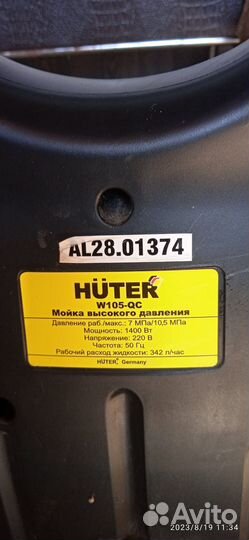 AL28.01374
HÜTER
W105-QC
Мойка высокого давления
Давление раб./макс.: 7 МПа/10,5 МПа
Мощность: 1400 Вт
Напряжение: 220 В
Частота: 50 Гц
Рабочий расход жидкости: 342 л/час
HÜTER, Germany
Avito
2023/8/19 11:34